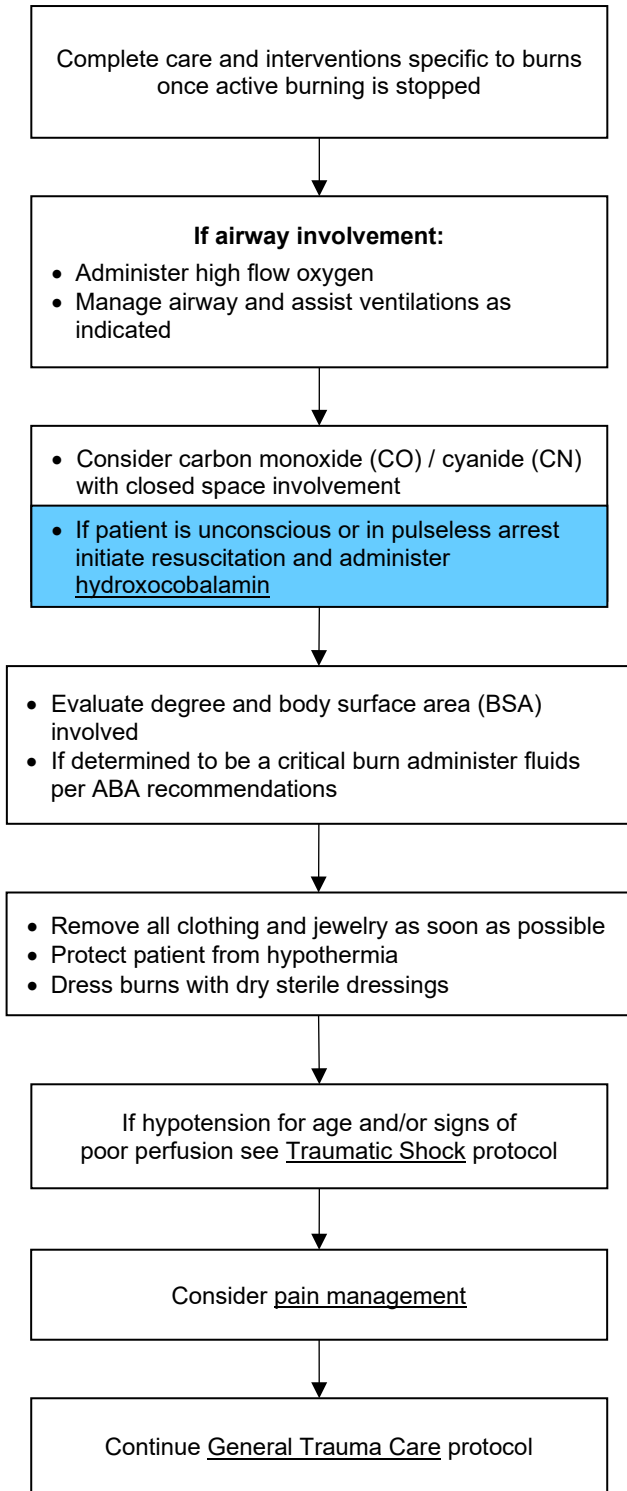 Complete care and interventions specific to burns
once active burning is stopped
If airway involvement:
• Administer high flow oxygen
• Manage airway and assist ventilations as
indicated
• Consider carbon monoxide (CO) / cyanide (CN)
with closed space involvement
• If patient is unconscious or in pulseless arrest
initiate resuscitation and administer
hydroxocobalamin
• Evaluate degree and body surface area (BSA)
involved
• If determined to be a critical burn administer fluids
per ABA recommendations
• Remove all clothing and jewelry as soon as possible
• Protect patient from hypothermia
• Dress burns with dry sterile dressings
If hypotension for age and/or signs of
poor perfusion see Traumatic Shock protocol
Consider pain management
Continue General Trauma Care protocol